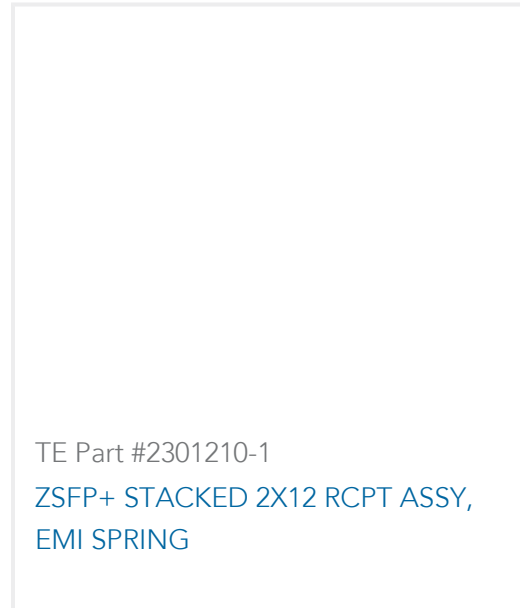 TE Part #2301210-1
ZSFP+ STACKED 2X12 RCPT ASSY,
EMI SPRING